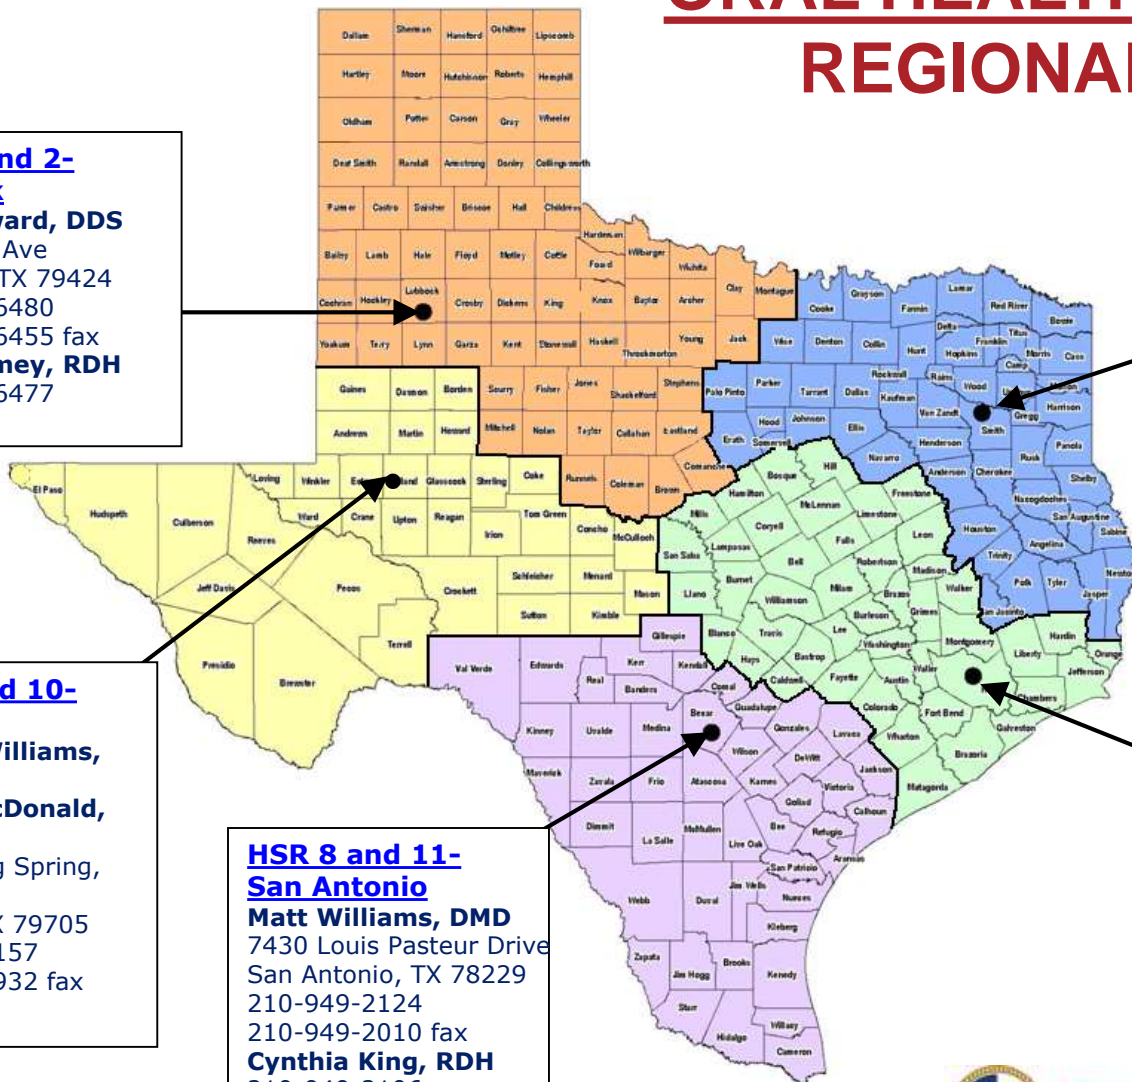 REGIONAL
nd 2-
ward, DDS
Ave
TX 79424
6480
6455 fax
ney, RDH
6477
d 10-
Williams,
cDonald,
g Spring,
X 79705
157
932 fax
HSR 8 and 11-
San Antonio
Matt Williams, DMD
7430 Louis Pasteur Drive
San Antonio, TX 78229
210-949-2124
210-949-2010 fax
Cynthia King, RDH
Dallam Sherman Hansford Ochiltree Lipscomb
Hartley Moore Hutchinson Roberts Hemphill
Oldham Potter Carson Gray Wheeler
Deaf Smith Randall Armstrong Donley Collingsworth
Parmer Castro Swisher Briscoe Hall Childress
Hardeman
Bailey Lamb Hale Floyd Motley Cottle Foard Wilbarger Wichita
Cochran Hockley Lubbock Crosby Dickens King Knox Baylor Archer Clay Montague
Yoakum Terry Lynn Garza Kent Stonewall Haskell Throckmorton Young Jack
Scurry Fisher Jones Shackelford Stephens
Mitchell Nolan Taylor Callahan Eastland
Runnels Coleman Brown Comanche
Cooke Grayson Fannin Lamar Red River Bowie
Wise Denton Collin Hunt Delta Hopkins Franklin Titus Morris Cass
Camp
Palo Pinto Parker Tarrant Dallas Rockwall Kaufman Rains Wood
Van Zandt Smith Gregg Harrison
Erath Hood Somervell Johnson Ellis Navarro Henderson
Anderson Cherokee Rusk Panola
Shelby
Nacogdoches San Augustine
Houston Angelina Sabine
Trinity Polk Tyler Jasper
San Jacinto
Gaines Dawson Borden
Andrews Martin Howard
El Paso Hudspeth Culberson Loving Winkler Glasscock Sterling Coke
Reeves Ward Crane Upton Reagan Irion Tom Green Concho McCulloch
Jeff Davis Pecos Crockett Schleicher Menard Mason
Sutton Kimble
Presidio Brewster Terrell
Hamilton Bosque Hill
Mills Coryell McLennan Limestone Freestone
San Saba Lampasas Bell Falls Robertson Leon
Llano Burnet Williamson Milam Brazos Madison Walker
Burleson Grimes
Blanco Travis Lee Washington Montgomery
Hays Bastrop Waller Liberty Hardin Orange
Caldwell Fayette Austin Jefferson
Chambers
Colorado Fort Bend Galveston
Wharton Brazoria
Matagorda
Gillespie
Val Verde Edwards Kerr Kendall
Real Bandera Comal
Bexar Guadalupe
Kinney Uvalde Medina Gonzales Lavaca
Wilson DeWitt
Maverick Zavala Frio Atascosa Karnes Jackson
Victoria
Goliad Calhoun
Dimmit La Salle McMullen Live Oak Bee Refugio
Aransas
San Patricio
Webb Duval Jim Wells Nueces
Kleberg
Zapata Jim Hogg Brooks Kenedy
Starr Hidalgo Willacy
Cameron